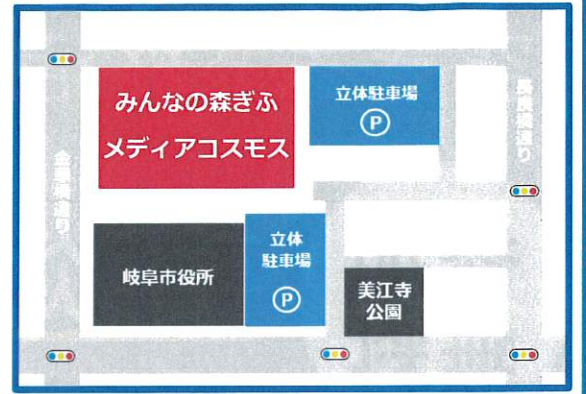 みんなの森ぎふ
メディアコスモス
立体駐車場
P
長良橋通り
金華橋通り
岐阜市役所
立体
駐車場
P
美江寺
公園